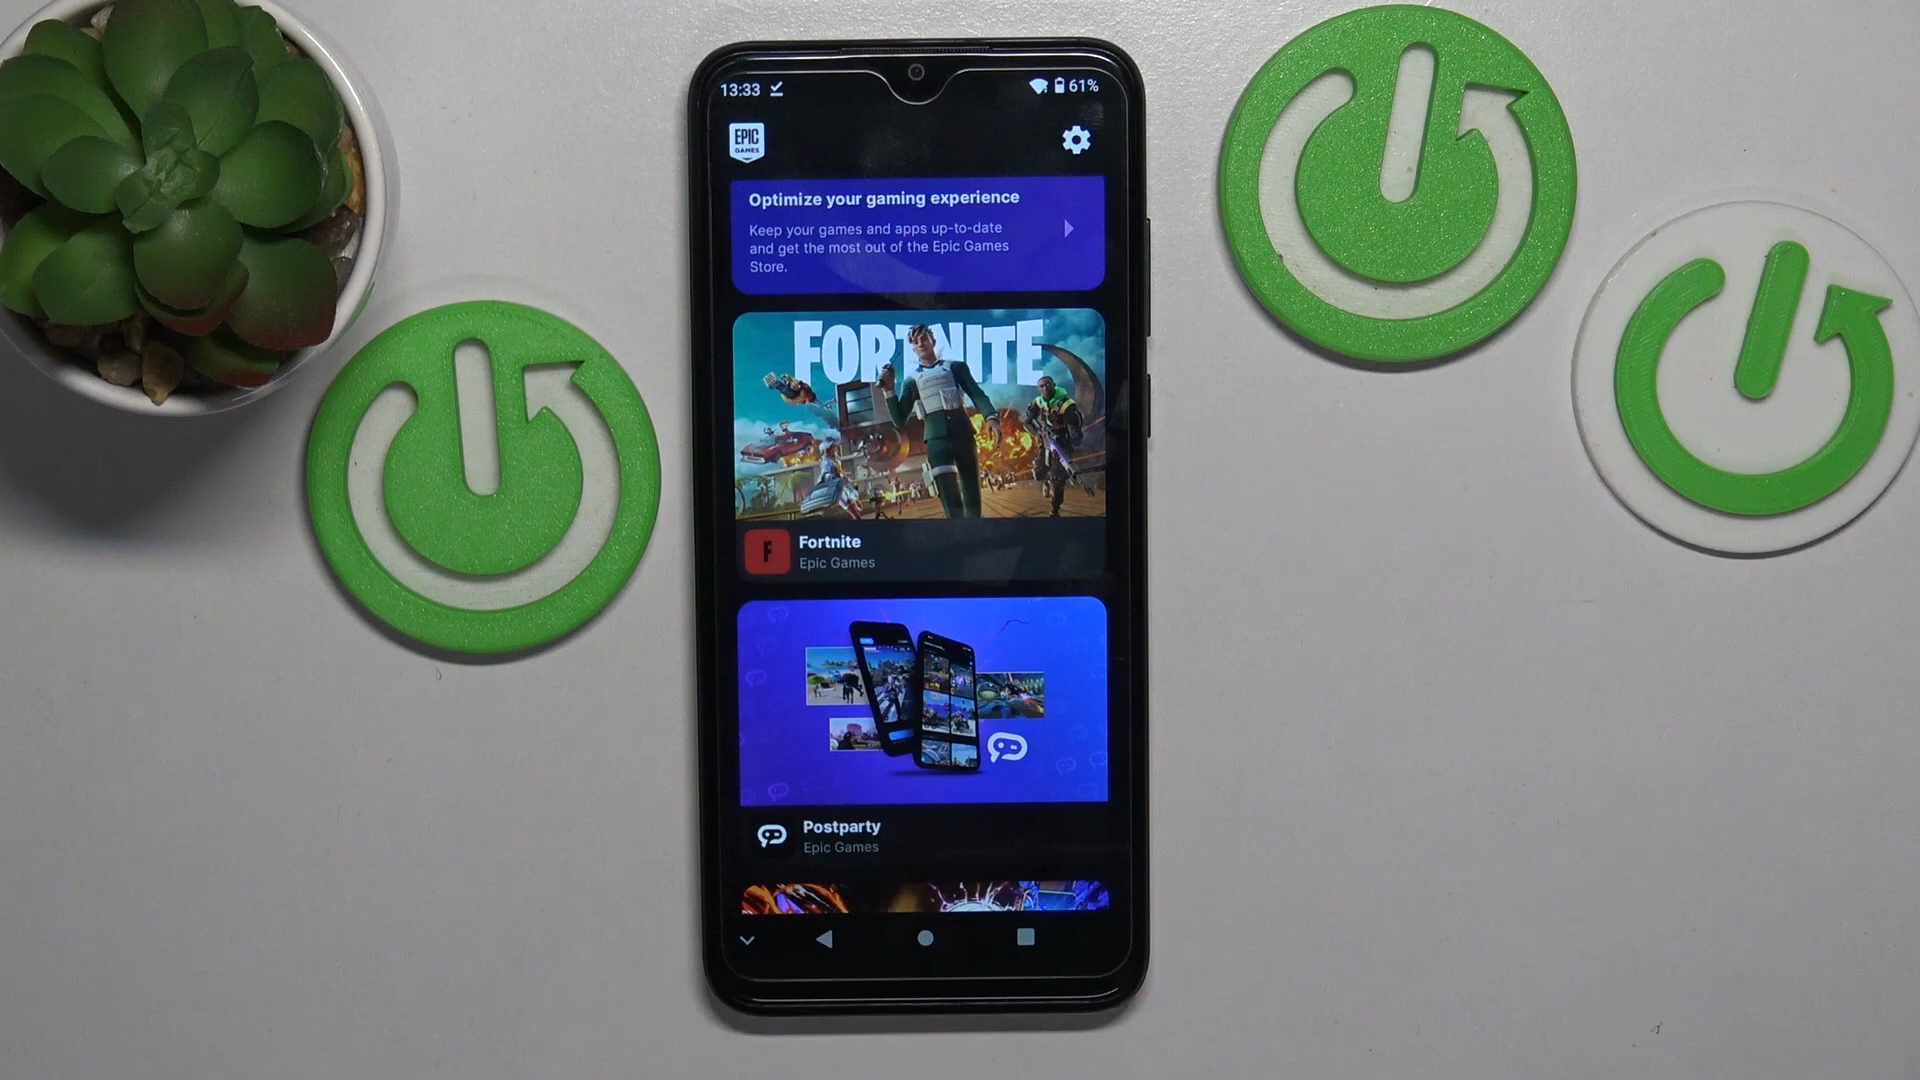 13:33
61%
EPIC
GAMES
Optimize your gaming experience
Keep your games and apps up-to-date
and get the most out of the Epic Games
Store.
FORTNITE
F
Fortnite
Epic Games
Postparty
Epic Games